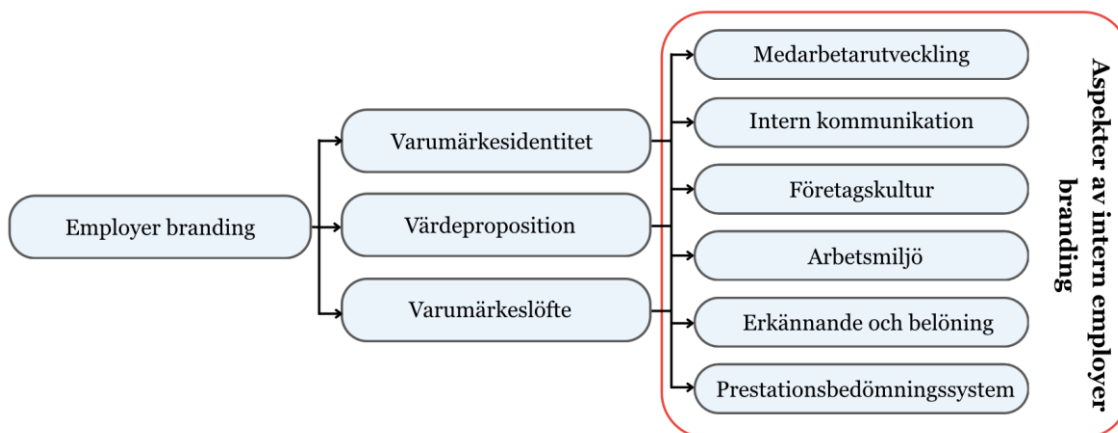 Employer branding
Varumärkesidentitet
Värdeproposition
Varumärkeslöfte
Medarbetarutveckling
Intern kommunikation
Företagskultur
Arbetsmiljö
Erkännande och belöning
Prestationsbedömningssystem
Aspekter av intern employer
branding